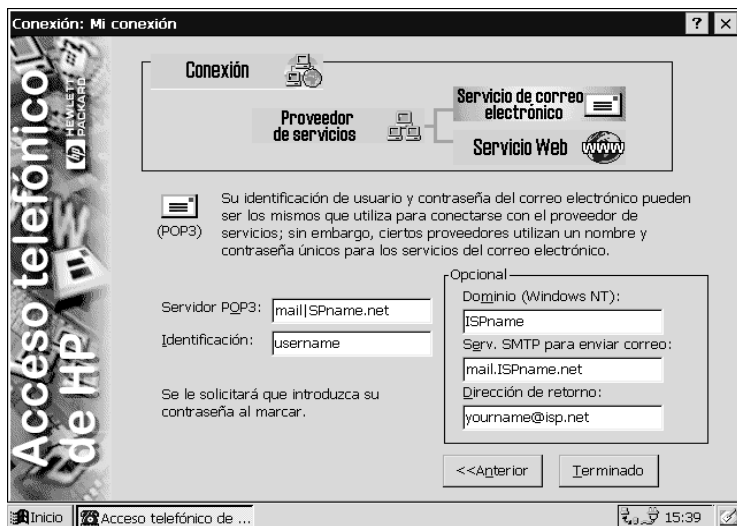 Conexión: Mi conexión
? ×
Acceso telefónico
de HP
hp HEWLETT
PACKARD
Conexión
Proveedor
de servicios
Servicio de correo
electrónico
Servicio Web
WWW
(POP3)
Su identificación de usuario y contraseña del correo electrónico pueden
ser los mismos que utiliza para conectarse con el proveedor de
servicios; sin embargo, ciertos proveedores utilizan un nombre y
contraseña únicos para los servicios del correo electrónico.
Servidor POP3: mail|SPname.net
Identificación: username
Se le solicitará que introduzca su
contraseña al marcar.
Opcional
Dominio (Windows NT):
ISPname
Serv. SMTP para enviar correo:
mail.ISPname.net
Dirección de retorno:
yourname@isp.net
<<Anterior
Terminado
Inicio
Acceso telefónico de ...
15:39